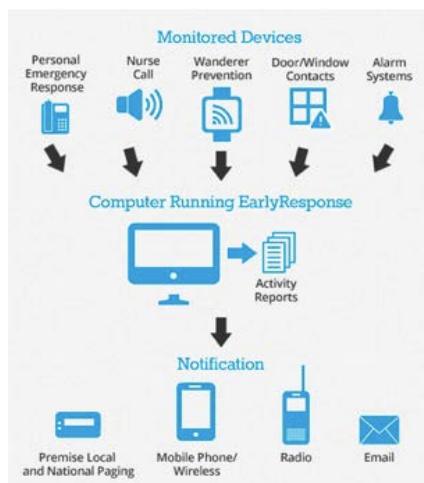 Monitored Devices
Personal
Emergency
Response
Nurse
Call
Wanderer
Prevention
Door/Window
Contacts
Alarm
Systems
Computer Running EarlyResponse
Activity
Reports
Notification
Premise Local
and National Paging
Mobile Phone/
Wireless
Radio
Email